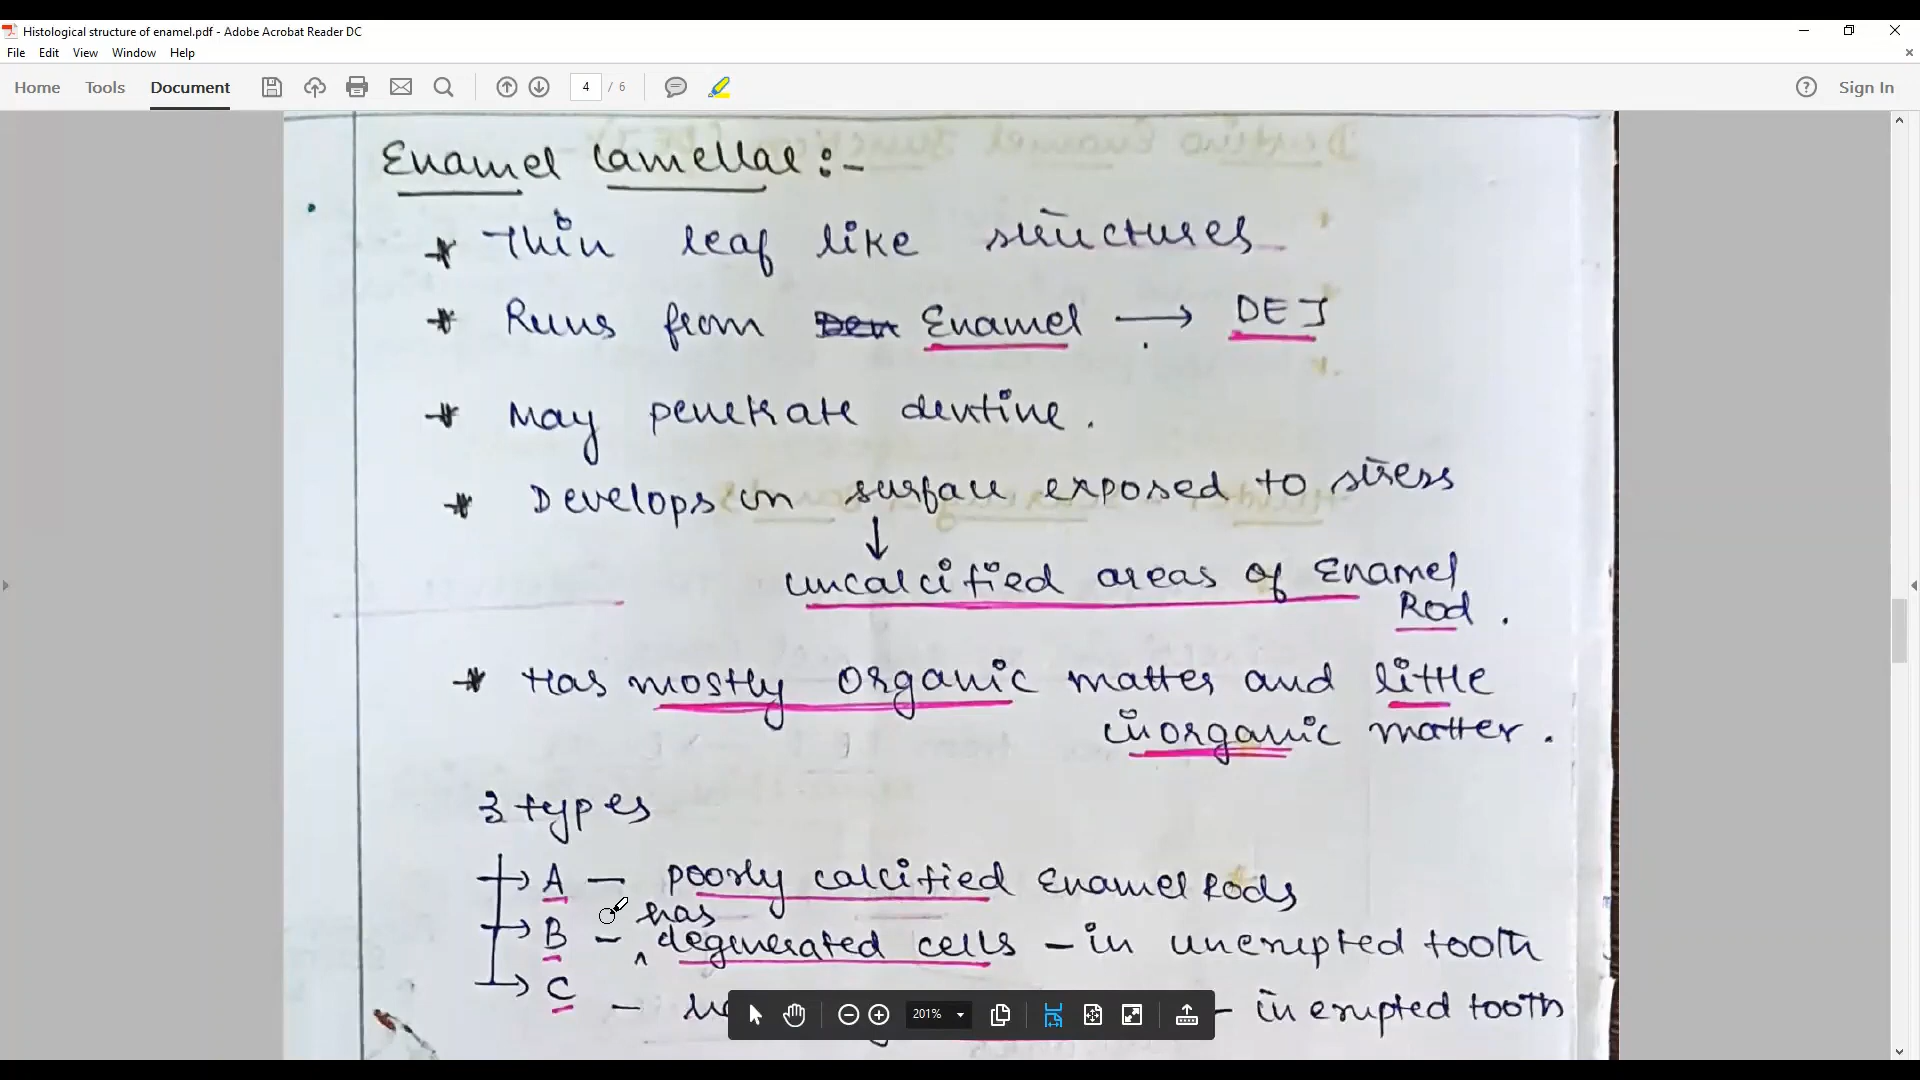 Histological structure of enamel.pdf - Adobe Acrobat Reader DC
File Edit View Window Help
Home Tools Document 4 / 6 Sign In
Enamel Lamellae :-
* Thin leaf like structures
* Runs from Enamel → DEJ
* May penetrate dentine.
* Develops in surface exposed to stress
↓
uncalcified areas of Enamel
Rod.
* Has mostly organic matter and little
inorganic matter.
3 types
→ A – poorly calcified Enamel Rods
has
→ B – ^ degenerated cells – in unerupted tooth
→ C – – in erupted tooth
201%